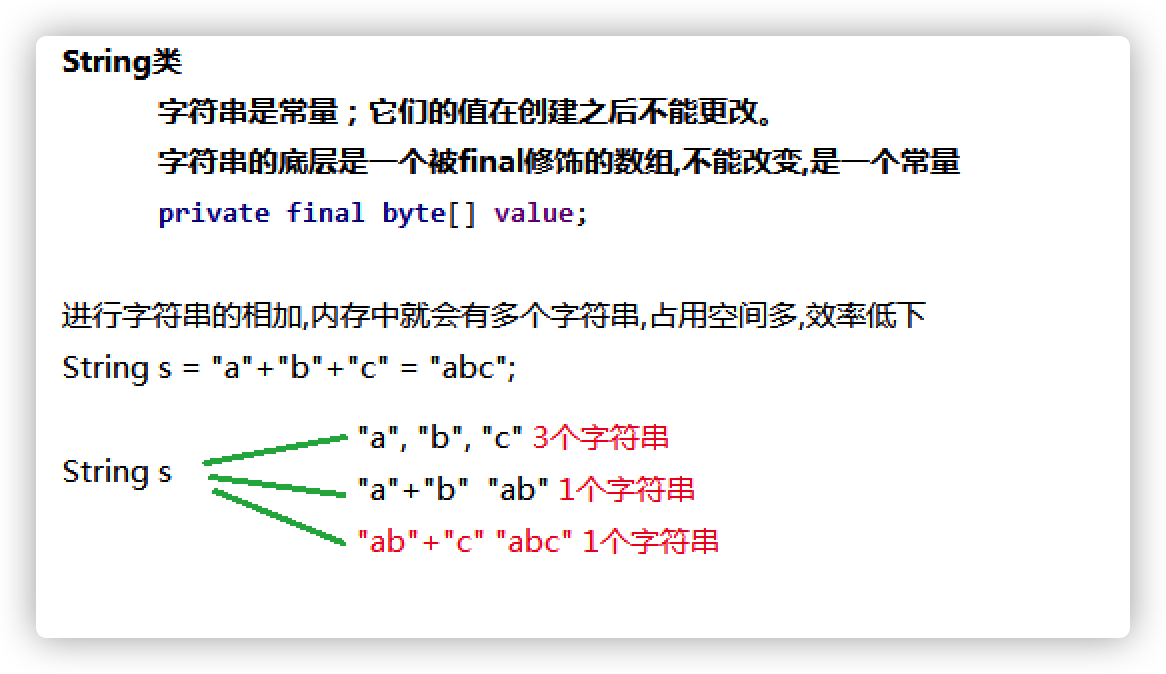 String类
字符串是常量；它们的值在创建之后不能更改。
字符串的底层是一个被final修饰的数组,不能改变,是一个常量
private final byte[] value;
进行字符串的相加,内存中就会有多个字符串,占用空间多,效率低下
String s = "a"+"b"+"c" = "abc";
"a", "b", "c" 3个字符串
String s
"a"+"b" "ab" 1个字符串
"ab"+"c" "abc" 1个字符串